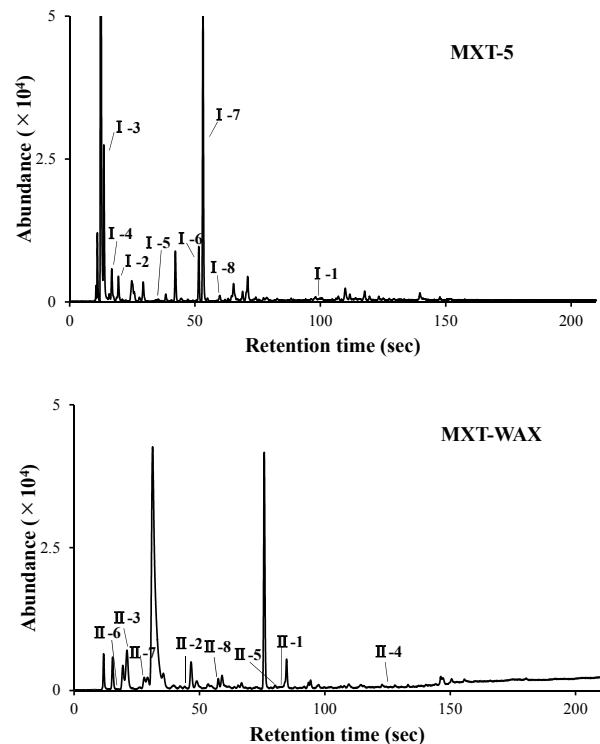 5
MXT-5
Ⅰ-3
Ⅰ-7
2.5
Abundance (×10⁴)
Ⅰ-4
Ⅰ-5
Ⅰ-6
Ⅰ-2
Ⅰ-8
Ⅰ-1
0
0 50 100 150 200
Retention time (sec)
5
MXT-WAX
2.5
Abundance (×10⁴)
Ⅱ-3
Ⅱ-6
Ⅱ-7
Ⅱ-2
Ⅱ-8
Ⅱ-5
Ⅱ-1
Ⅱ-4
0
0 50 100 150 200
Retention time (sec)